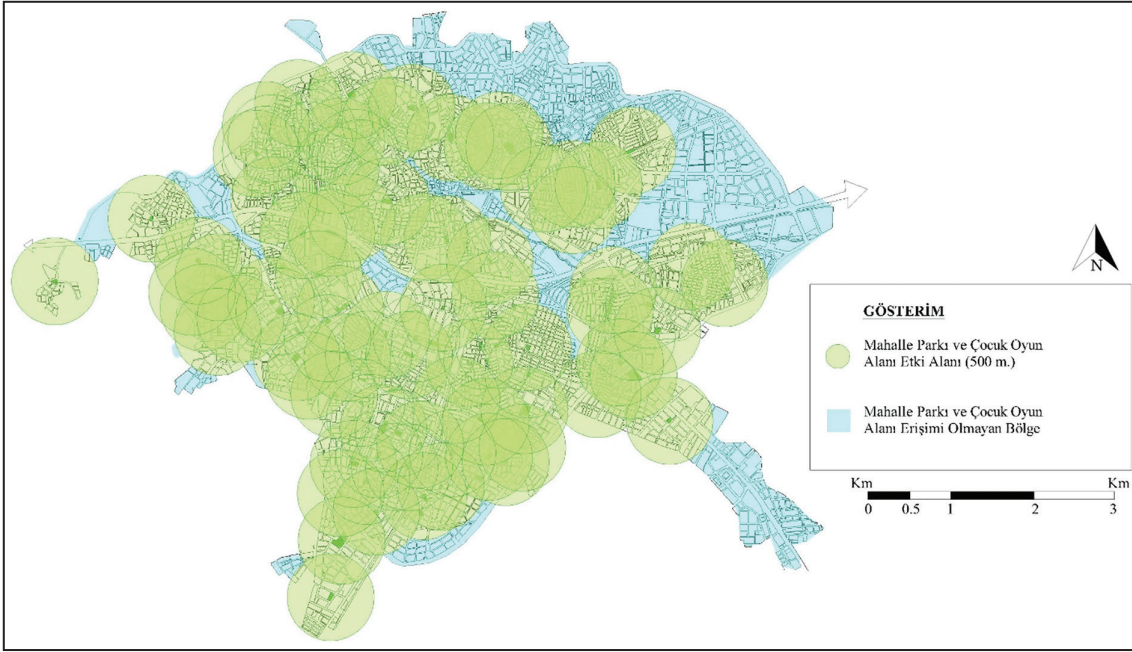 N
GÖSTERİM
Mahalle Parkı ve Çocuk Oyun
Alanı Etki Alanı (500 m.)
Mahalle Parkı ve Çocuk Oyun
Alanı Erişimi Olmayan Bölge
Km Km
0 0.5 1 2 3